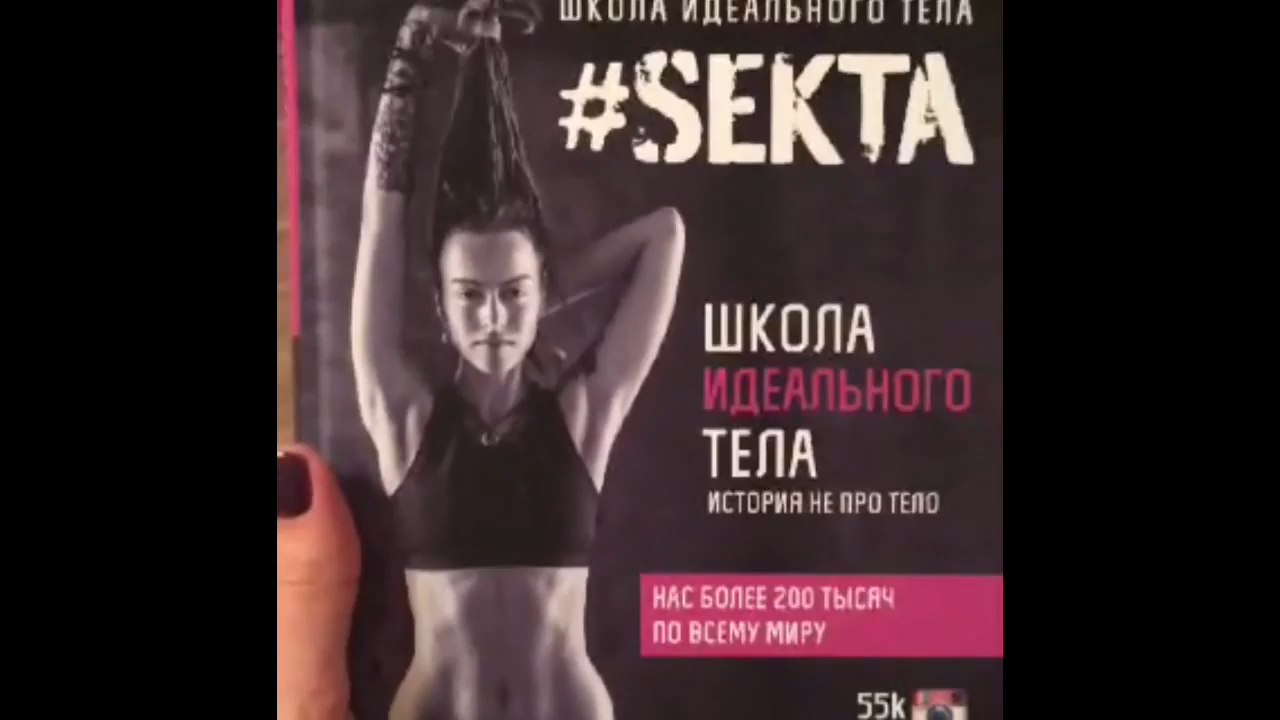 ШКОЛА ИДЕАЛЬНОГО ТЕЛА
#SEKTA
ШКОЛА
ИДЕАЛЬНОГО
ТЕЛА
ИСТОРИЯ НЕ ПРО ТЕЛО
НАС БОЛЕЕ 200 ТЫСЯЧ
ПО ВСЕМУ МИРУ
55k